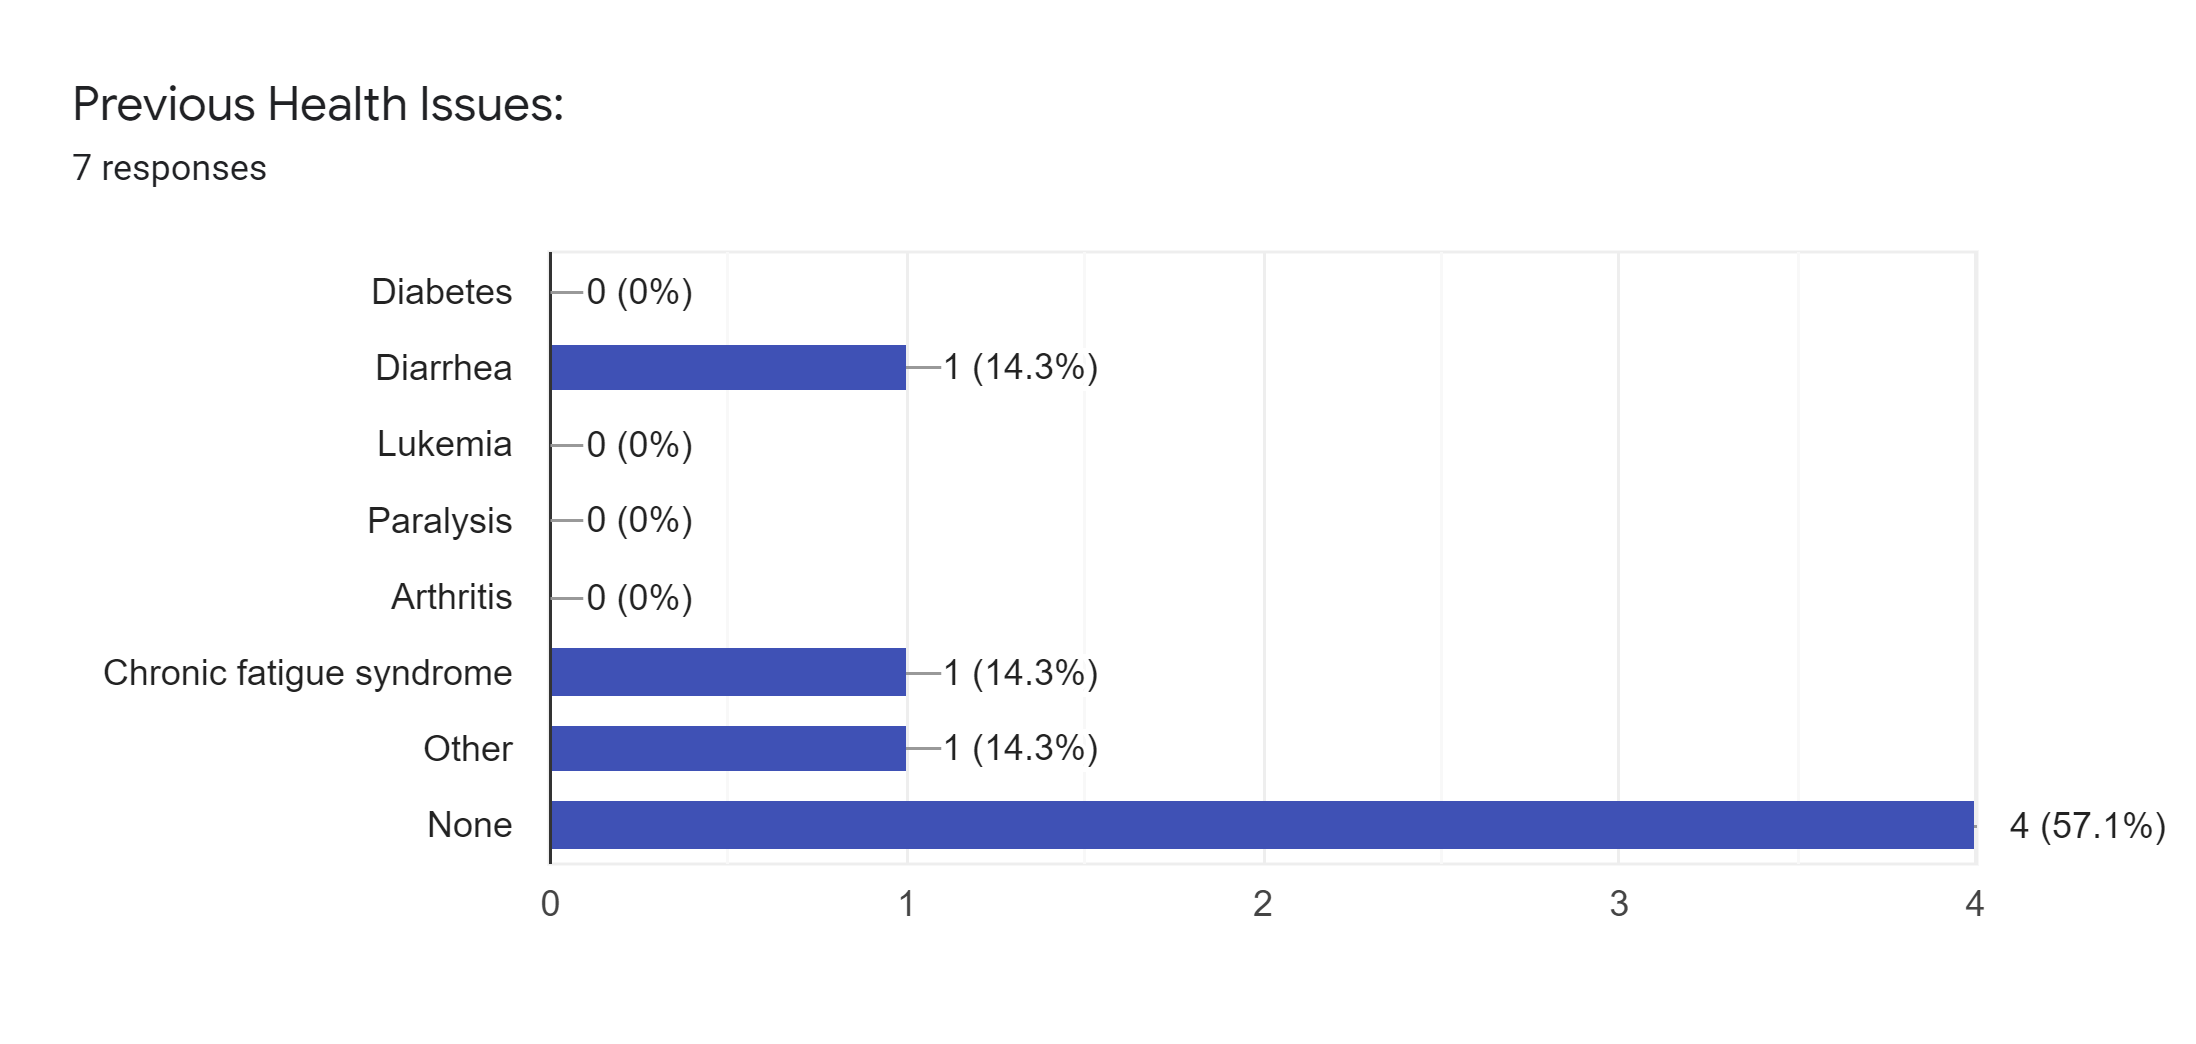 Previous Health Issues:
7 responses
Diabetes 0 (0%)
Diarrhea 1 (14.3%)
Lukemia 0 (0%)
Paralysis 0 (0%)
Arthritis 0 (0%)
Chronic fatigue syndrome 1 (14.3%)
Other 1 (14.3%)
None 4 (57.1%)
0 1 2 3 4